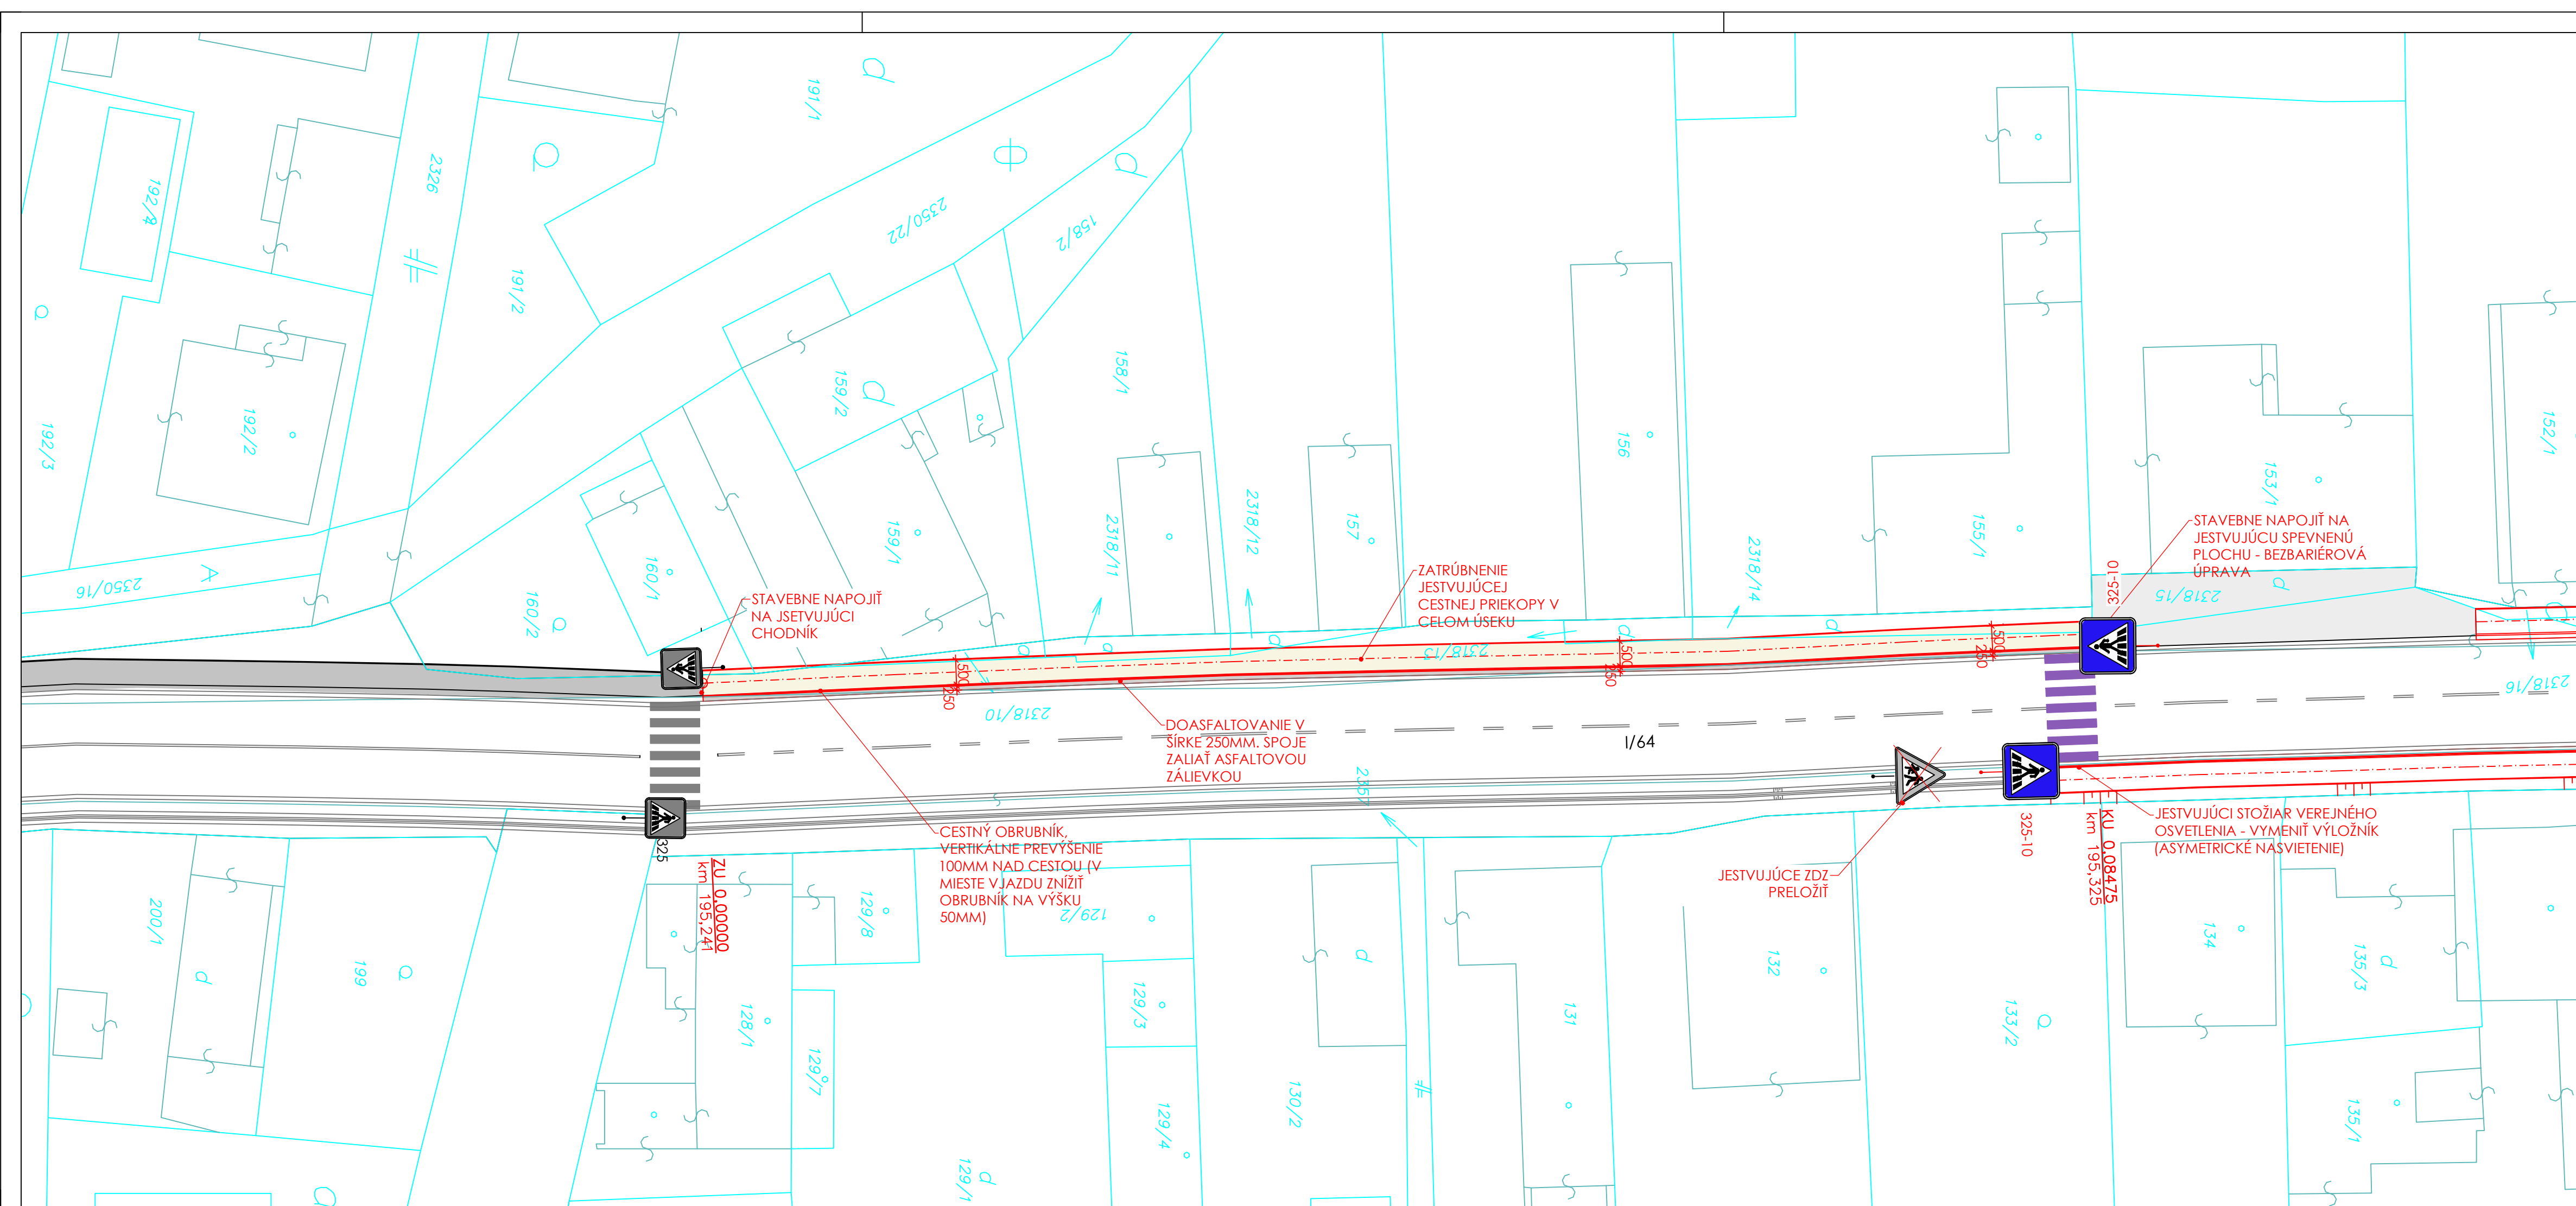 191/1
2326
192/4
2350/22
158/2
191/2
158/1
159/2
192/2
192/3
156
152/1
153/1
155/1
157
2318/12
2318/11
159/1
2318/14
160/1
160/2
2350/16
2318/15
325-10
STAVEBNE NAPOJIŤ NA
JESTVUJÚCU SPEVNENÚ
PLOCHU - BEZBARIÉROVÁ
ÚPRAVA
ZATRÚBNENIE
JESTVUJÚCEJ
CESTNEJ PRIEKOPY V
CELOM ÚSEKU
STAVEBNE NAPOJIŤ
NA JSETVUJÚCI
CHODNÍK
1500
250
1500
250
1500
250
2318/13
2318/10
2318/16
DOASFALTOVANIE V
ŠÍRKE 250MM. SPOJE
ZALIAŤ ASFALTOVOU
ZÁLIEVKOU
I/64
2357
CESTNÝ OBRUBNÍK,
VERTIKÁLNE PREVÝŠENIE
100MM NAD CESTOU (V
MIESTE VJAZDU ZNÍŽIŤ
OBRUBNÍK NA VÝŠKU
50MM)
JESTVUJÚCE ZDZ
PRELOŽIŤ
JESTVUJÚCI STOŽIAR VEREJNÉHO
OSVETLENIA - VYMENIŤ VÝLOŽNÍK
(ASYMETRICKÉ NASVIETENIE)
325
ZU 0,00000
km 195,241
325-10
KU 0,08475
km 195,325
200/1
199
128/1
129/8
129/2
129/3
129/7
129/4
129/1
130/2
131
132
133/2
134
135/3
135/1